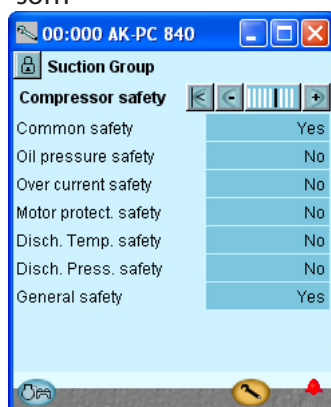 som
00:000 AK-PC 840
Suction Group
Compressor safety
Common safety Yes
Oil pressure safety No
Over current safety No
Motor protect. safety No
Disch. Temp. safety No
Disch. Press. safety No
General safety Yes